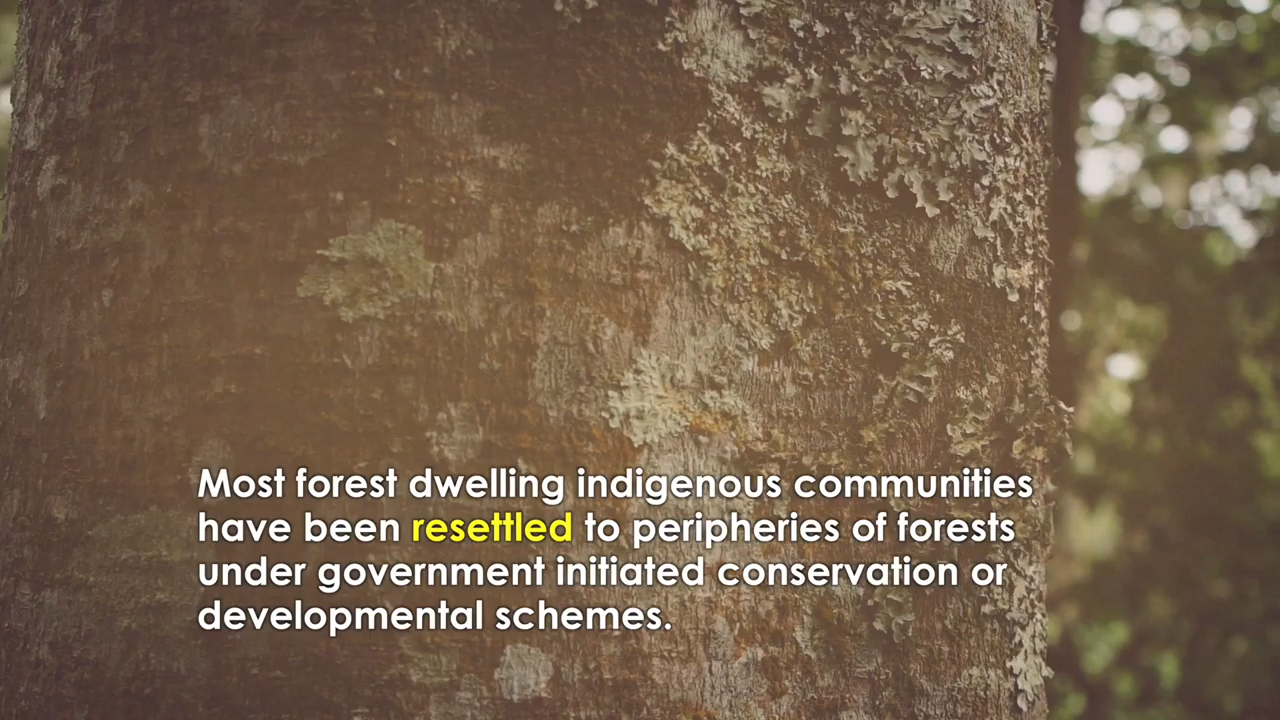 Most forest dwelling indigenous communities
have been resettled to peripheries of forests
under government initiated conservation or
developmental schemes.